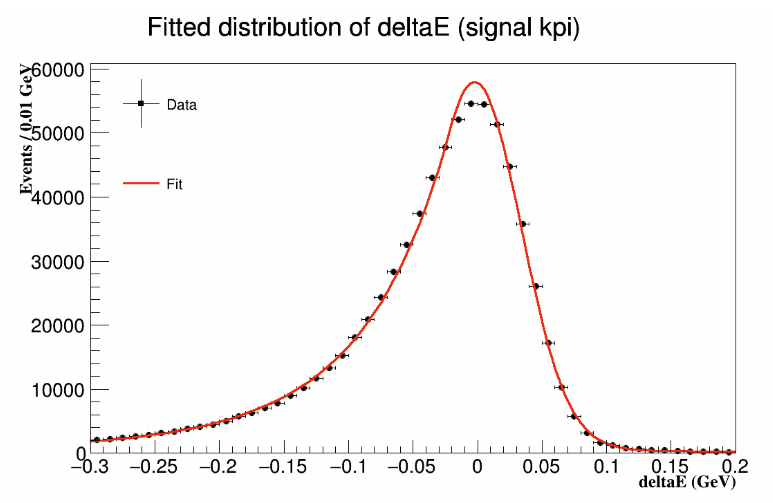 Fitted distribution of deltaE (signal kpi)
Events / 0.01 GeV
60000
50000
40000
30000
20000
10000
0
Data
Fit
−0.3 −0.25 −0.2 −0.15 −0.1 −0.05 0 0.05 0.1 0.15 0.2
deltaE (GeV)